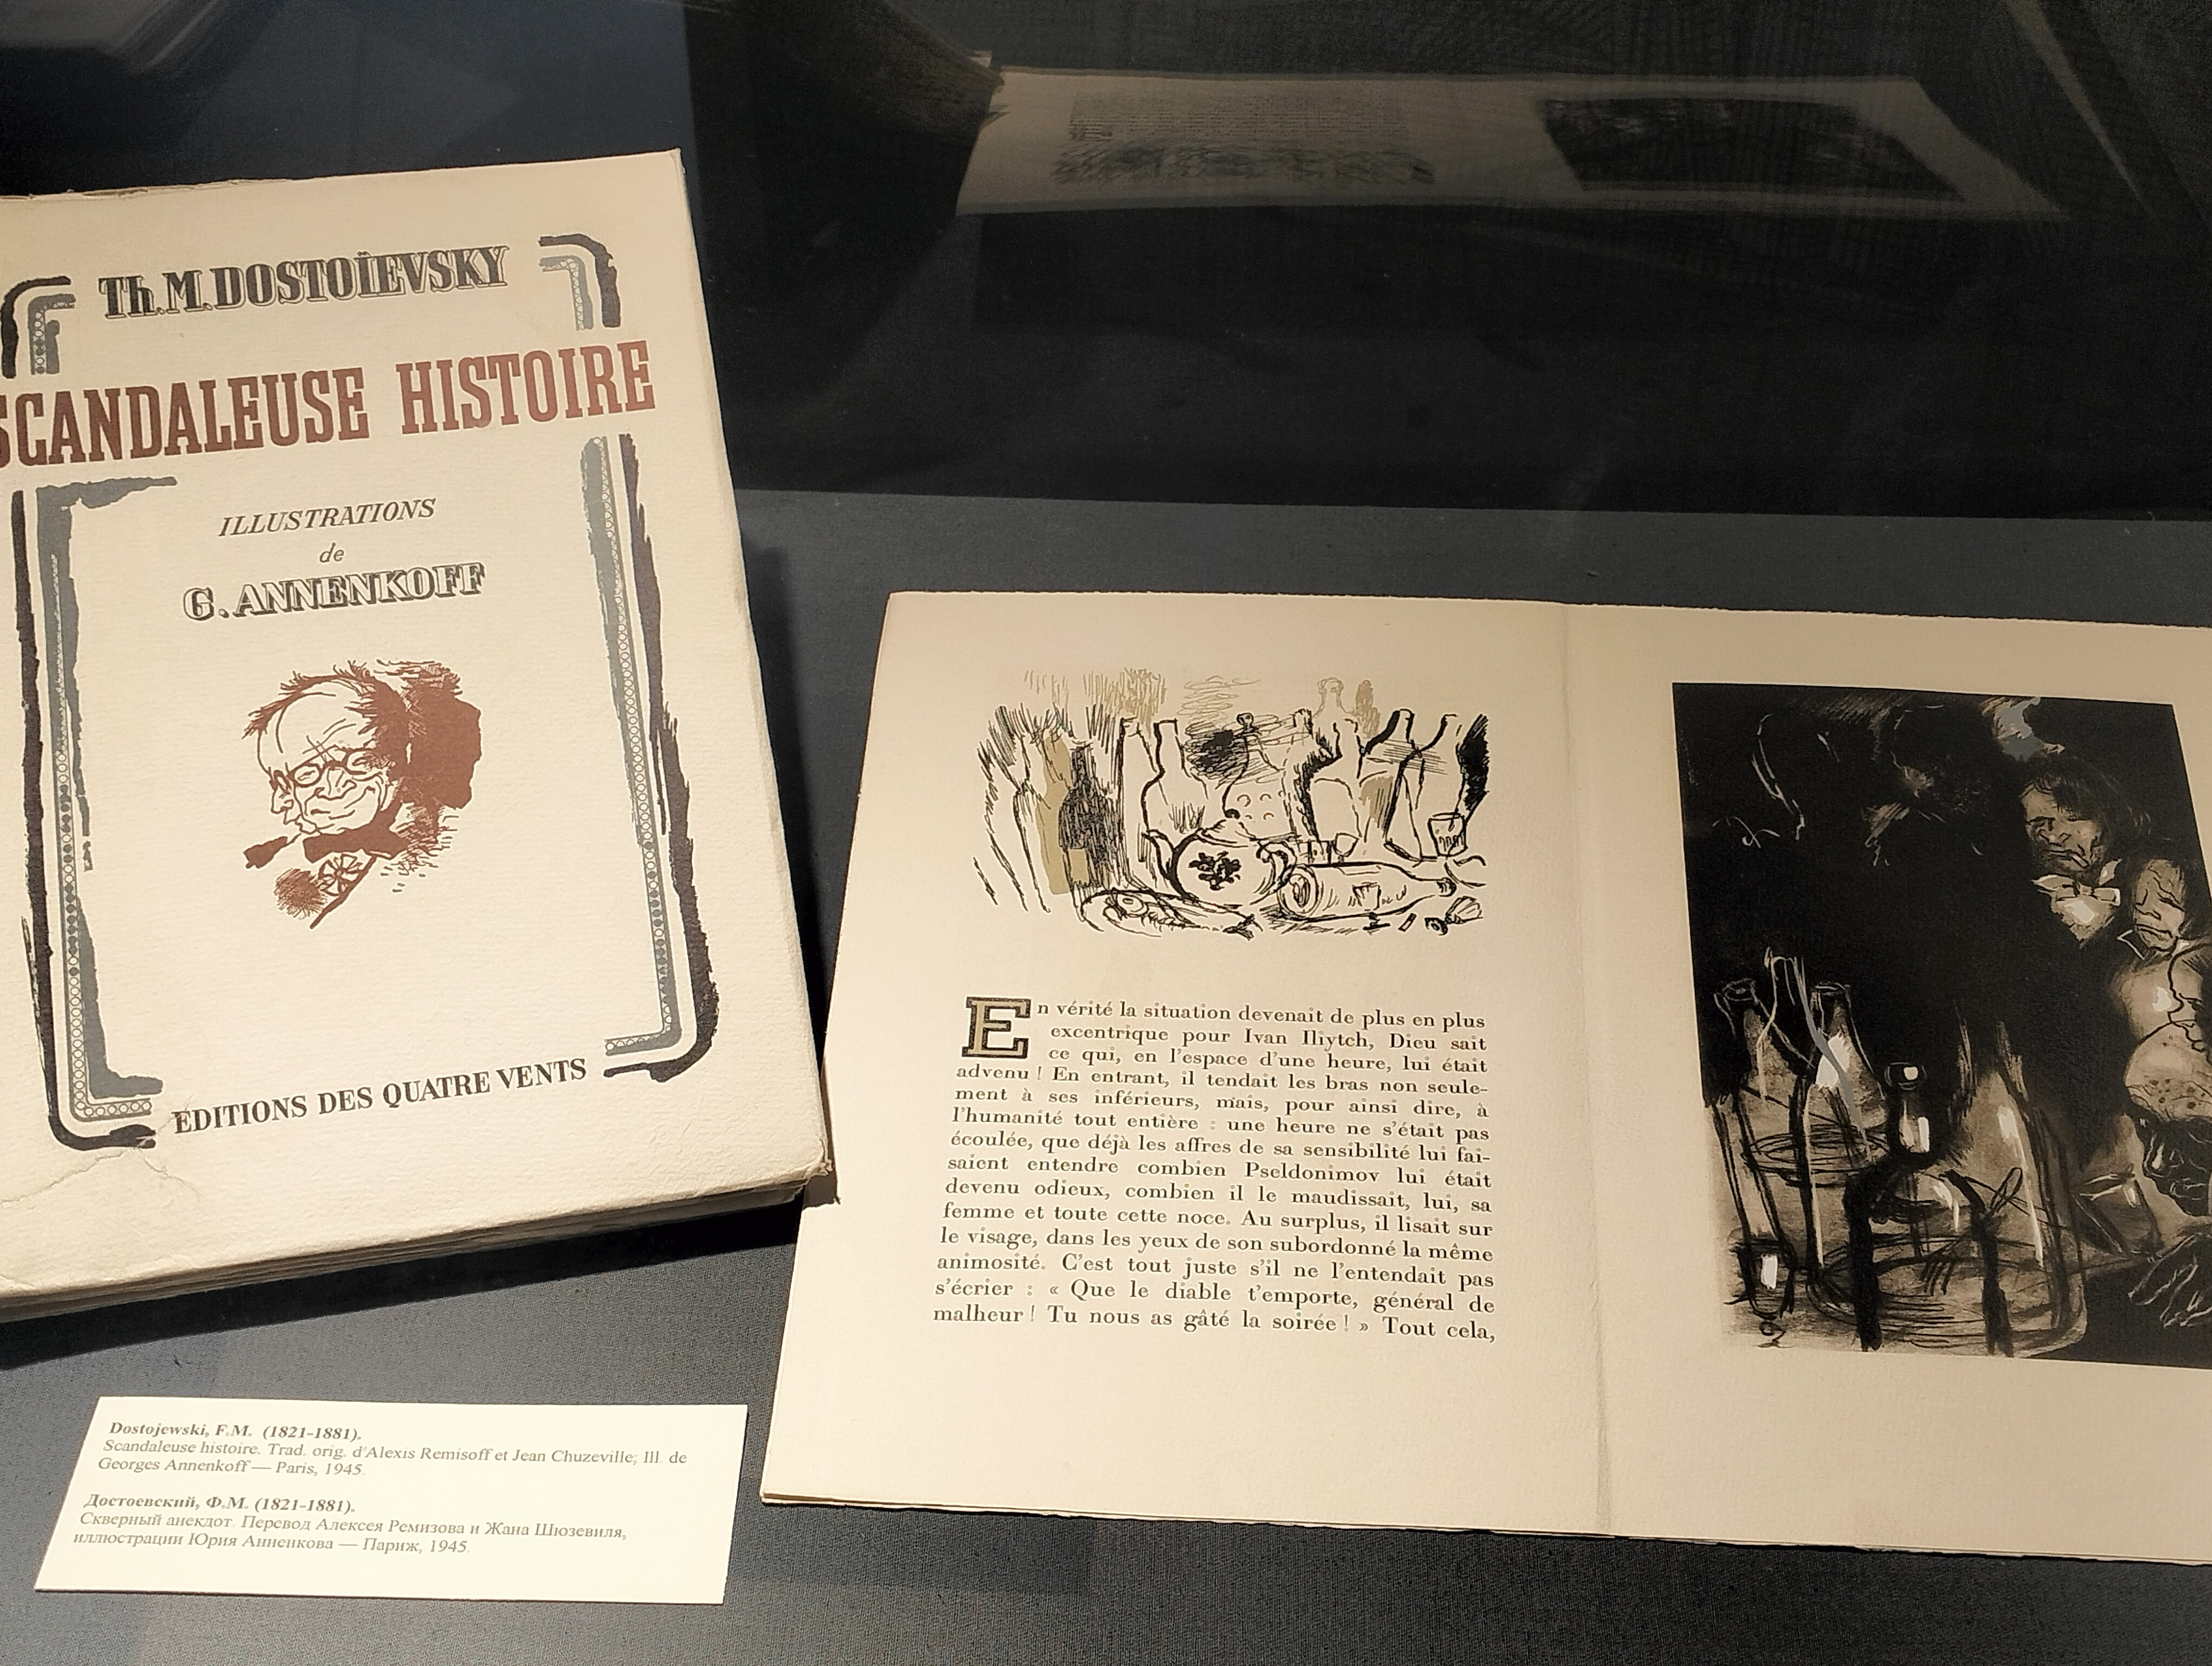 Th. M. DOSTOÏEVSKY
SCANDALEUSE HISTOIRE
ILLUSTRATIONS
de
G. ANNENKOFF
EDITIONS DES QUATRE VENTS
En vérité la situation devenait de plus en plus
excentrique pour Ivan Iliytch, Dieu sait
ce qui, en l'espace d'une heure, lui était
advenu ! En entrant, il tendait les bras non seule-
ment à ses inférieurs, mais, pour ainsi dire, à
l'humanité tout entière : une heure ne s'était pas
écoulée, que déjà les affres de sa sensibilité lui fai-
saient entendre combien Pseldonimov lui était
devenu odieux, combien il le maudissait, lui, sa
femme et toute cette noce. Au surplus, il lisait sur
le visage, dans les yeux de son subordonné la même
animosité. C'est tout juste s'il ne l'entendait pas
s'écrier : « Que le diable t'emporte, général de
malheur ! Tu nous as gâté la soirée ! » Tout cela,
Dostojewski, F.M. (1821-1881).
Scandaleuse histoire. Trad. orig. d'Alexis Remisoff et Jean Chuzeville; Ill. de
Georges Annenkoff — Paris, 1945.
Достоевский, Ф.М. (1821-1881).
Скверный анекдот. Перевод Алексея Ремизова и Жана Шюзевиля,
иллюстрации Юрия Анненкова — Париж, 1945.